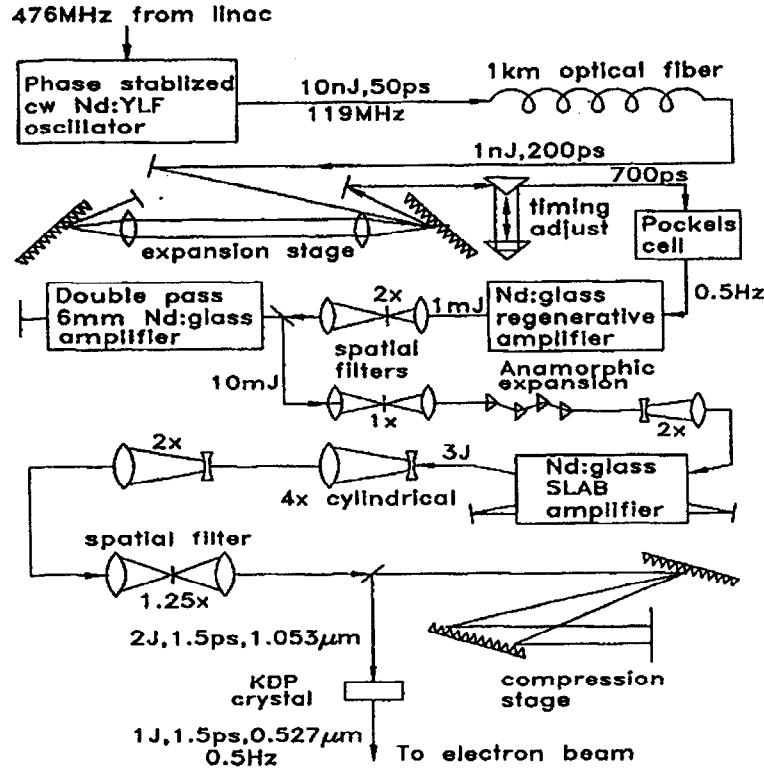 476MHz from linac
Phase stablized
cw Nd:YLF
oscillator
10nJ,50ps
119MHz
1km optical fiber
1nJ,200ps
700ps
timing
adjust
Pockels
cell
expansion stage
0.5Hz
Double pass
6mm Nd:glass
amplifier
2x
1mJ
Nd:glass
regenerative
amplifier
spatial
filters
10mJ
1x
Anamorphic
expansion
2x
2x
4x cylindrical
3J
Nd:glass
SLAB
amplifier
spatial filter
1.25x
2J,1.5ps,1.053μm
KDP
crystal
compression
stage
1J,1.5ps,0.527μm
0.5Hz
To electron beam